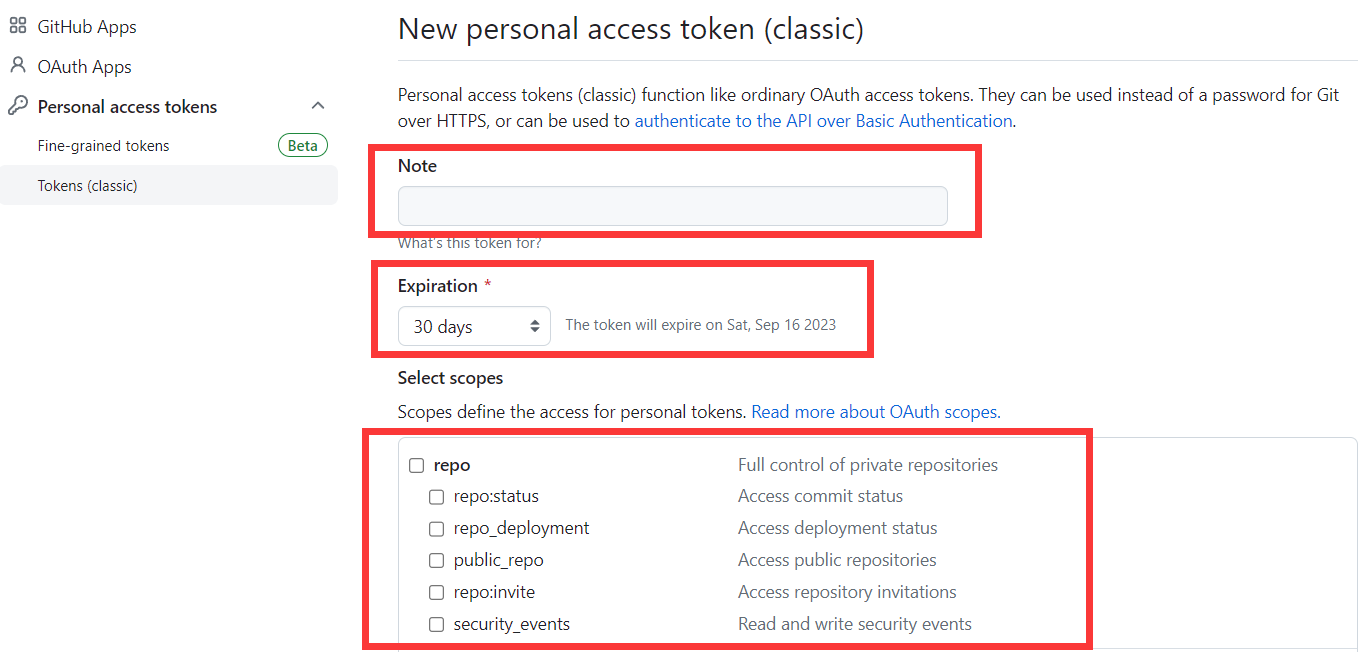 GitHub Apps
OAuth Apps
Personal access tokens
Fine-grained tokens Beta
Tokens (classic)
New personal access token (classic)
Personal access tokens (classic) function like ordinary OAuth access tokens. They can be used instead of a password for Git
over HTTPS, or can be used to authenticate to the API over Basic Authentication.
Note
What's this token for?
Expiration *
30 days The token will expire on Sat, Sep 16 2023
Select scopes
Scopes define the access for personal tokens. Read more about OAuth scopes.
repo Full control of private repositories
repo:status Access commit status
repo_deployment Access deployment status
public_repo Access public repositories
repo:invite Access repository invitations
security_events Read and write security events